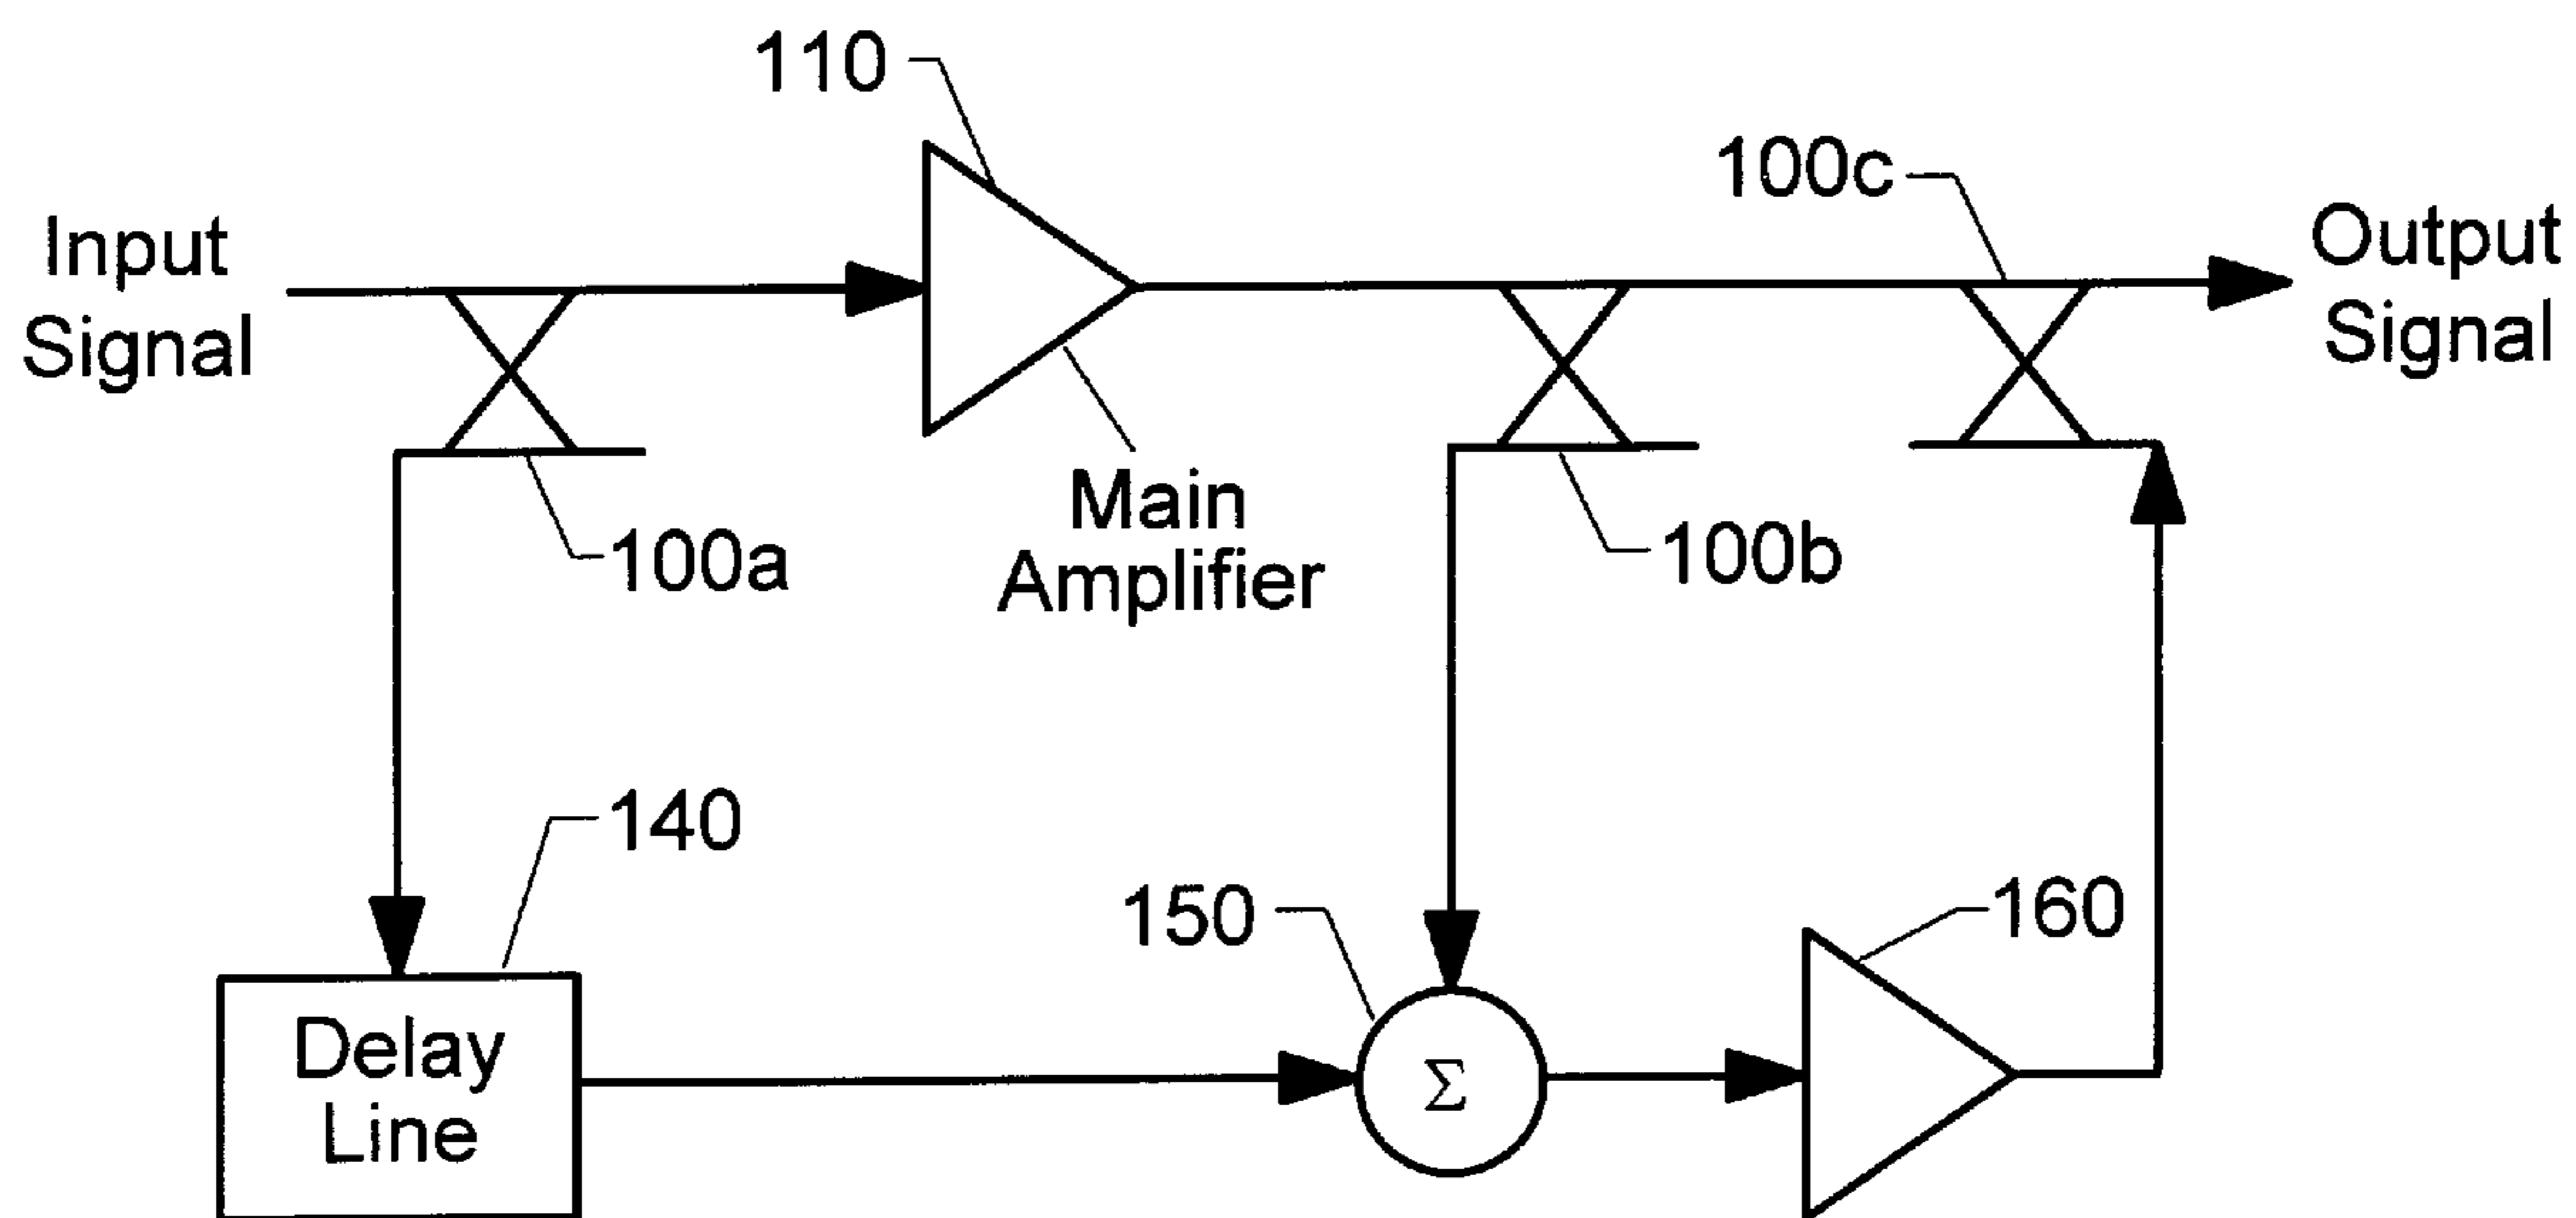 110
100c
Input
Signal
Output
Signal
Main
Amplifier
100a
100b
140
150
160
Delay
Line
Σ